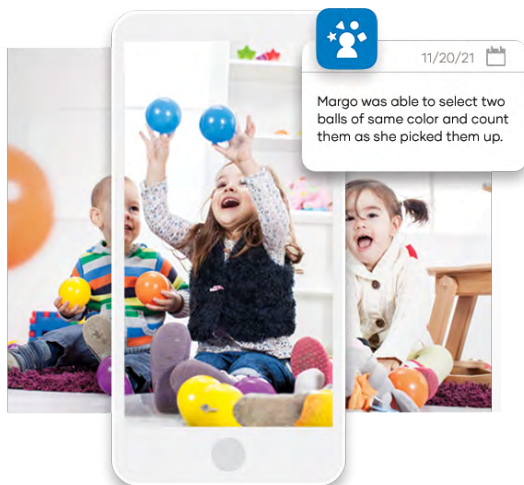 11/20/21
Margo was able to select two
balls of same color and count
them as she picked them up.